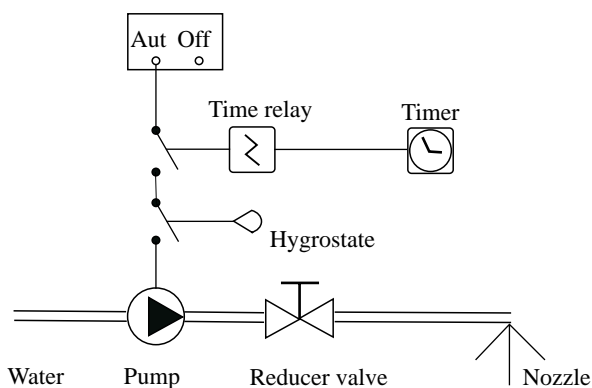 Aut Off
Time relay
Timer
Hygrostate
Water
Pump
Reducer valve
Nozzle